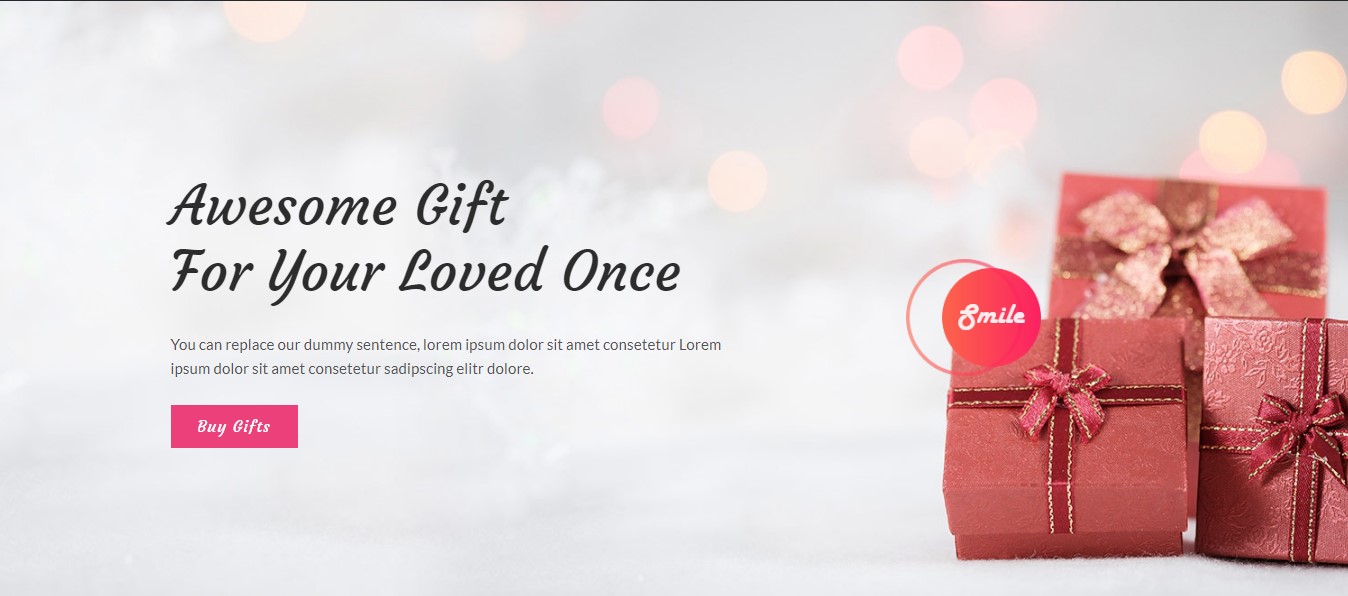 Awesome Gift
For Your Loved Once
You can replace our dummy sentence, lorem ipsum dolor sit amet consetetur Lorem
ipsum dolor sit amet consetetur sadipscing elitr dolore.
Buy Gifts
Smile